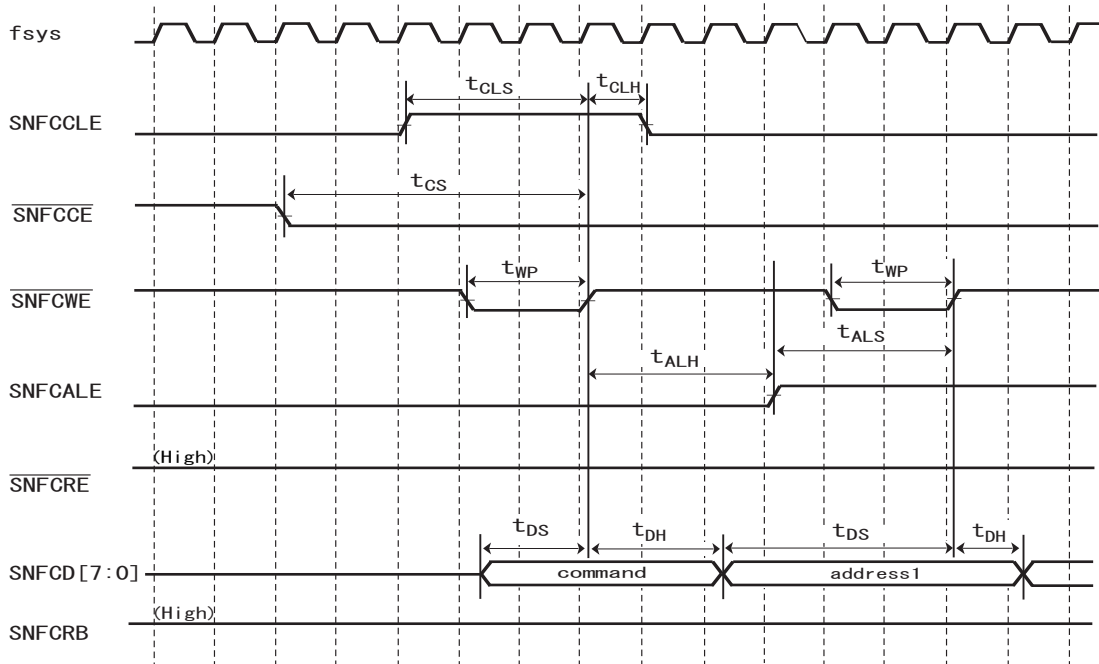 fsys
tCLS tCLH
SNFCCLE
tCS
SNFCCE
tWP tWP
SNFCWE
tALS
tALH
SNFCALE
(High)
SNFCRE
tDS tDH tDS tDH
SNFCD[7:0] command address1
(High)
SNFCRB